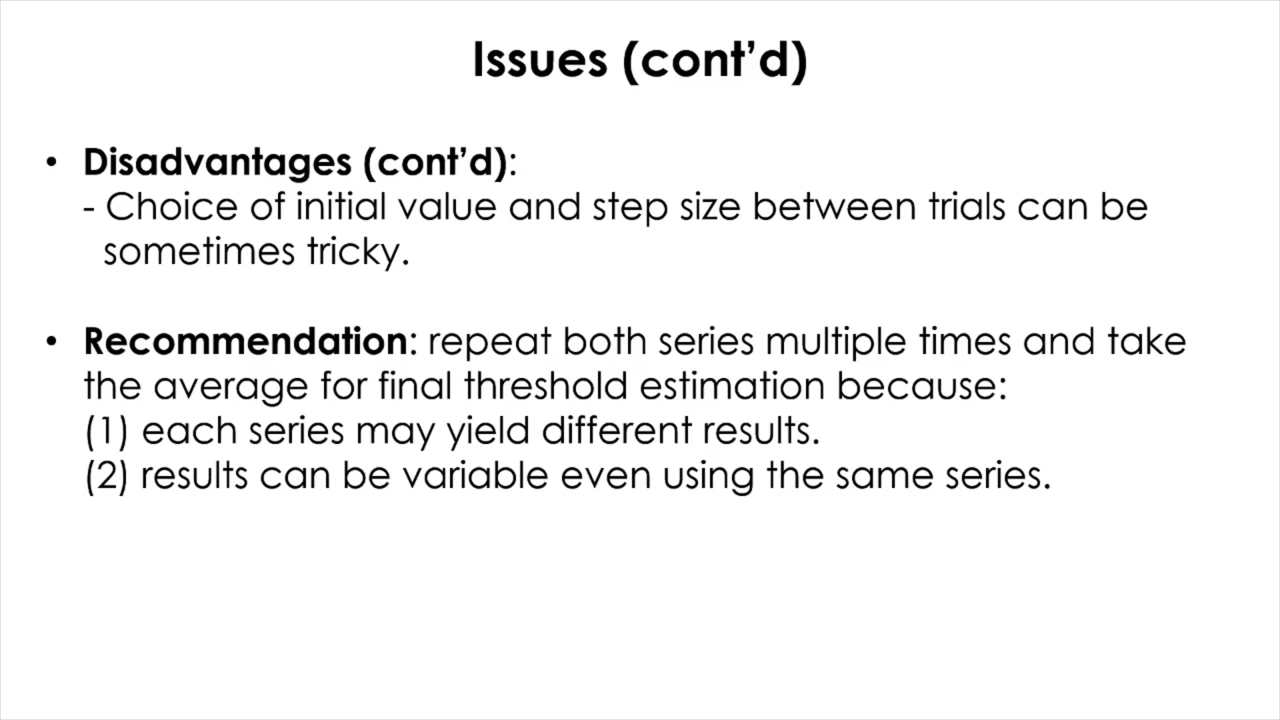 Issues (cont’d)
• Disadvantages (cont’d):
- Choice of initial value and step size between trials can be
sometimes tricky.
• Recommendation: repeat both series multiple times and take
the average for final threshold estimation because:
(1) each series may yield different results.
(2) results can be variable even using the same series.